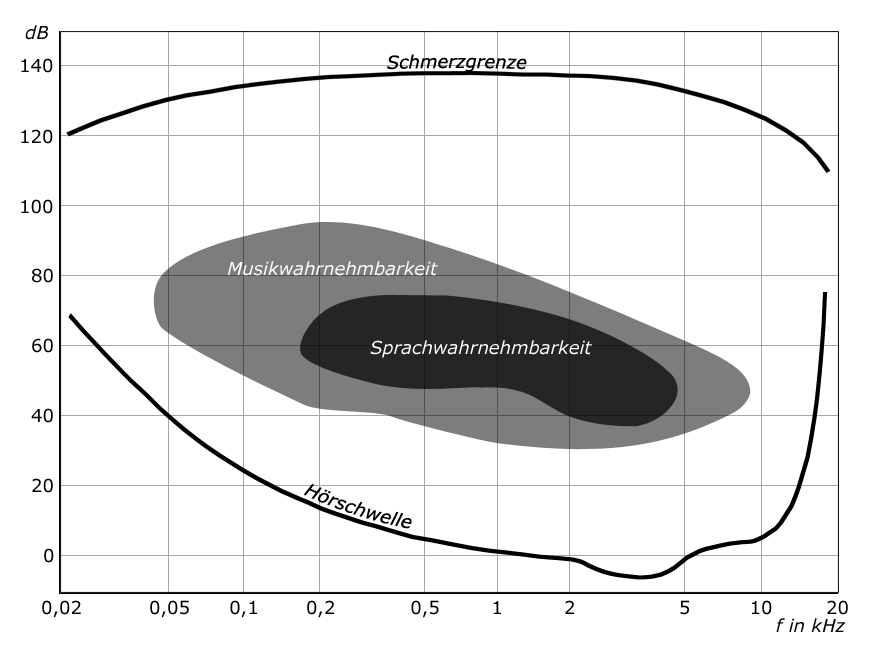 dB
Schmerzgrenze
140
120
100
80
Musikwahrnehmbarkeit
60
Sprachwahrnehmbarkeit
40
20
Hörschwelle
0
0,02 0,05 0,1 0,2 0,5 1 2 5 10 20
f in kHz